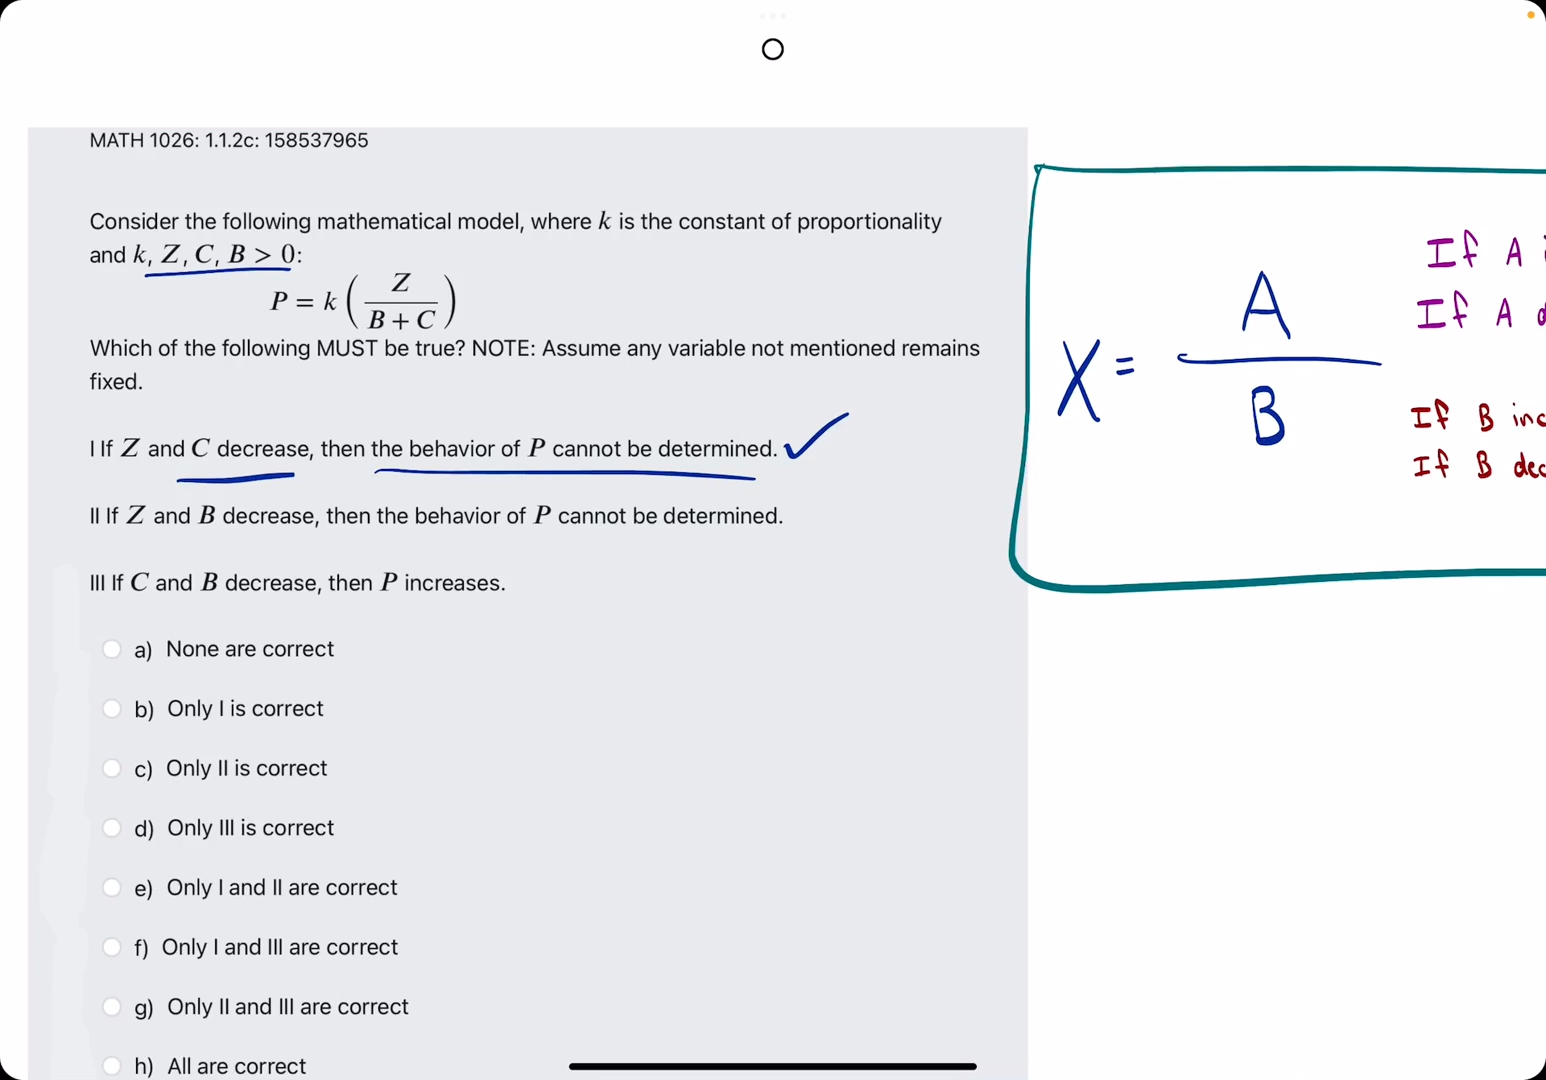 MATH 1026: 1.1.2c: 158537965
Consider the following mathematical model, where k is the constant of proportionality
and k, Z, C, B > 0:
P = k ( Z / (B + C) )
Which of the following MUST be true? NOTE: Assume any variable not mentioned remains
fixed.
I If Z and C decrease, then the behavior of P cannot be determined. ✓
II If Z and B decrease, then the behavior of P cannot be determined.
III If C and B decrease, then P increases.
a) None are correct
b) Only I is correct
c) Only II is correct
d) Only III is correct
e) Only I and II are correct
f) Only I and III are correct
g) Only II and III are correct
h) All are correct
X = A / B
If A
If A
If B inc
If B dec